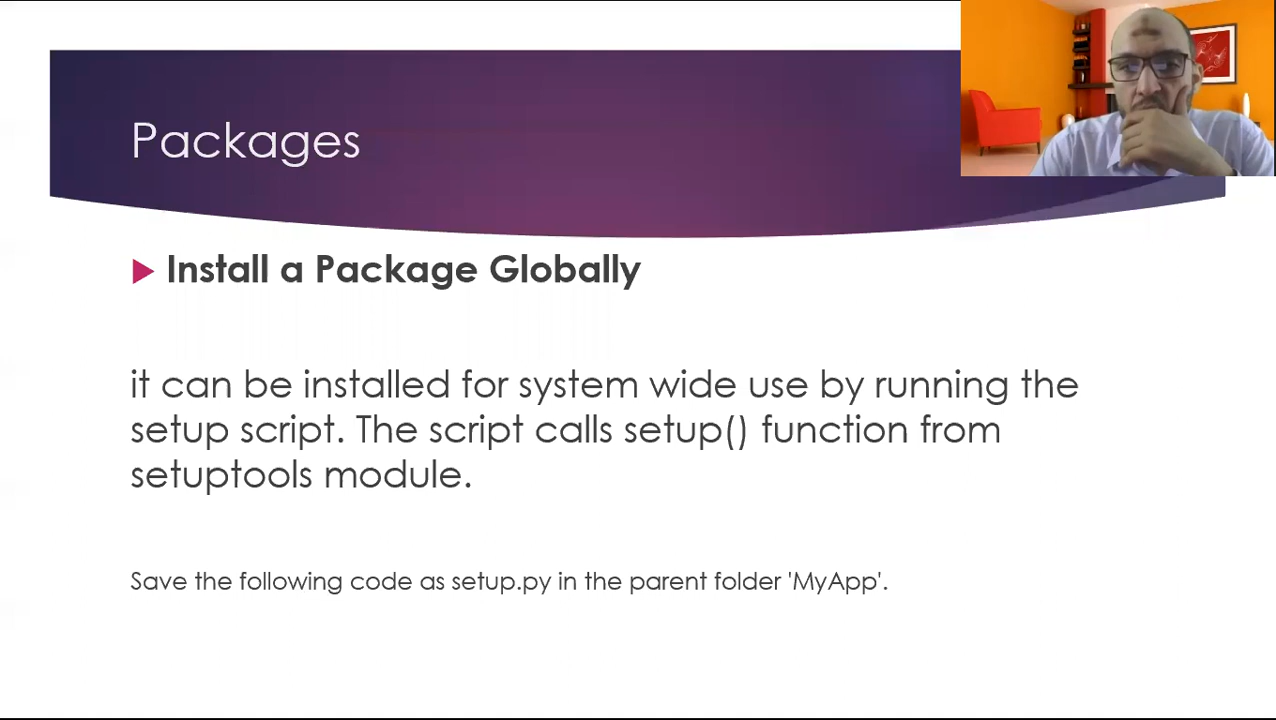 Packages
Install a Package Globally
it can be installed for system wide use by running the
setup script. The script calls setup() function from
setuptools module.
Save the following code as setup.py in the parent folder 'MyApp'.